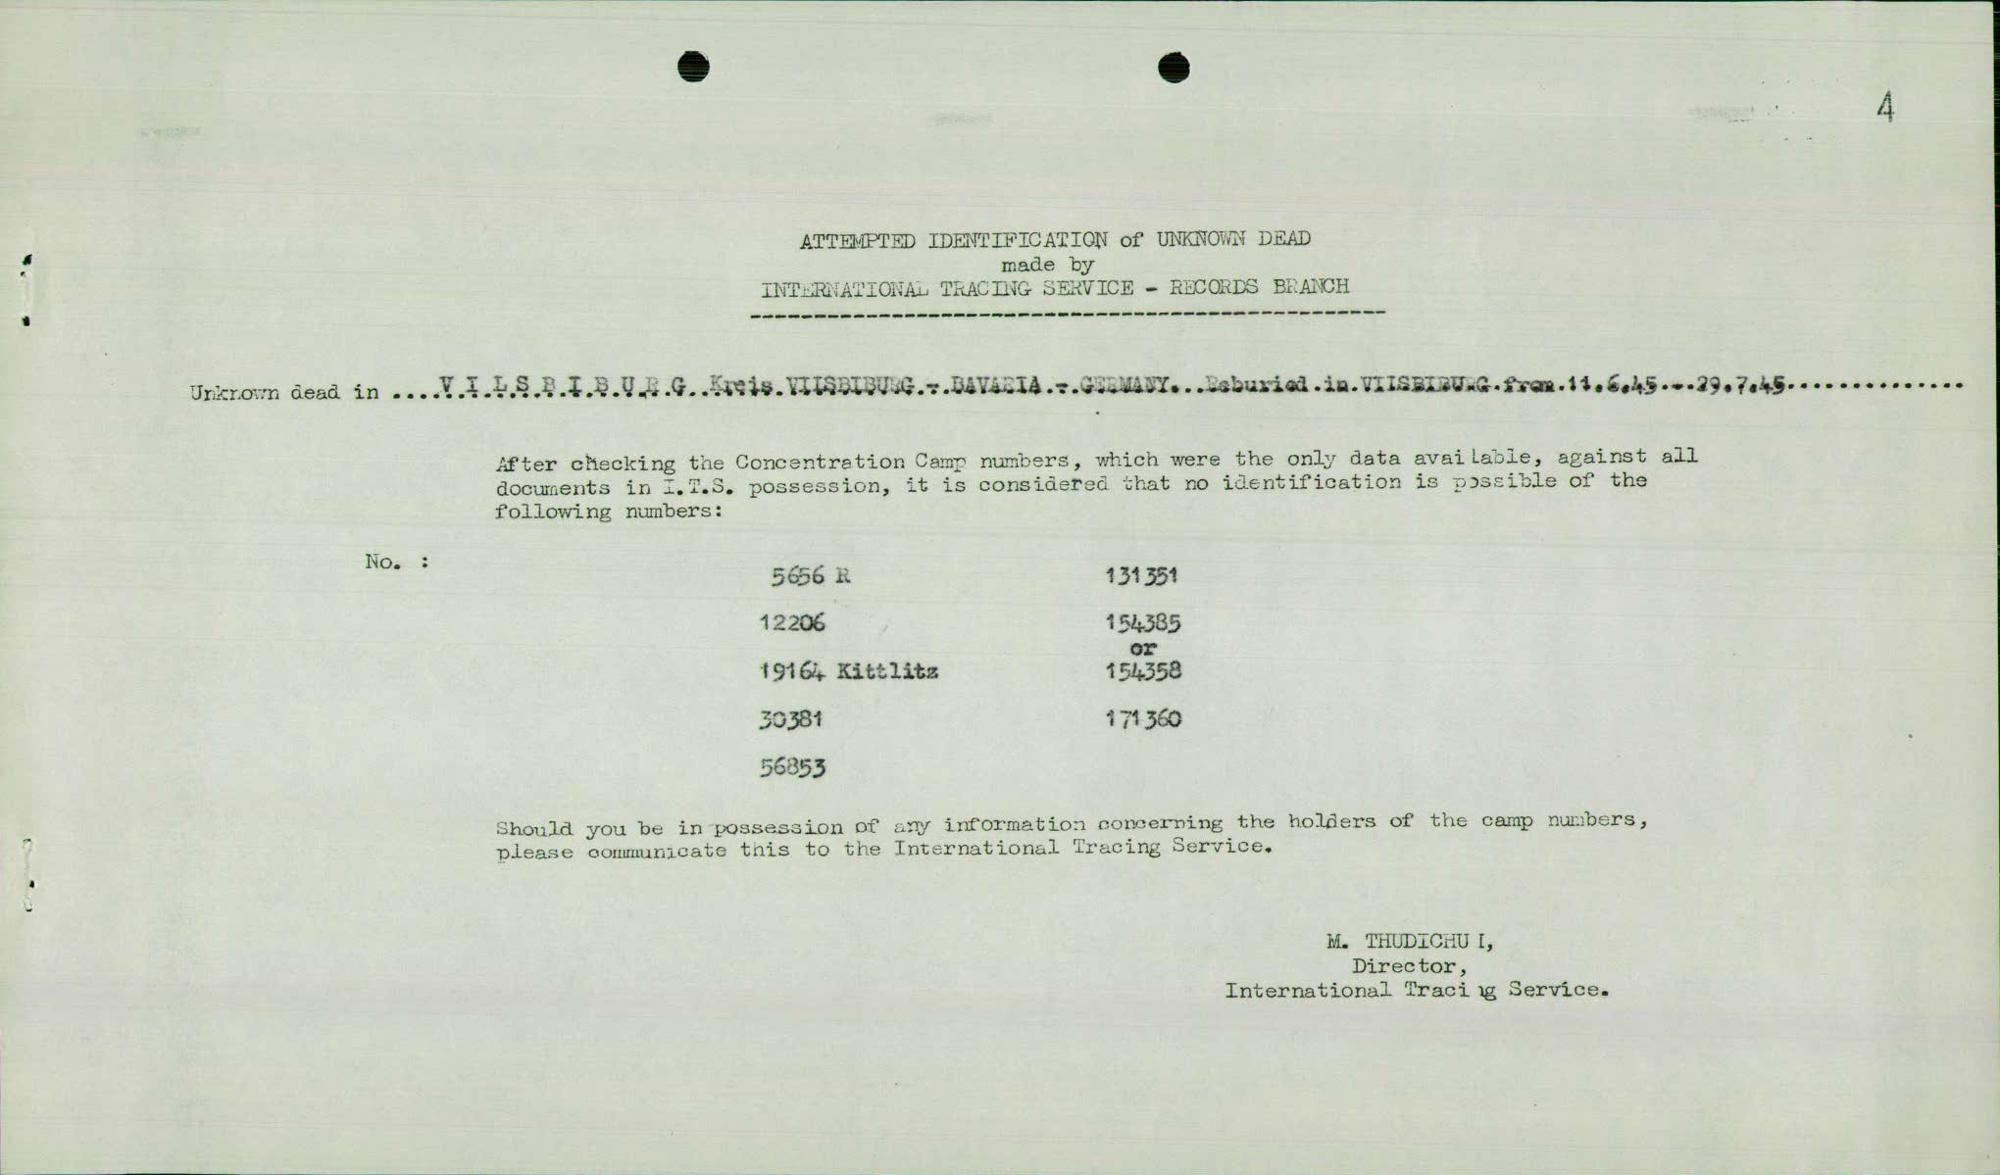 4
ATTEMPTED IDENTIFICATION of UNKNOWN DEAD
made by
INTERNATIONAL TRACING SERVICE - RECORDS BRANCH
Unknown dead in ....V.I.L.S.B.I.B.U.R.G..Kreis.VIISBIBURG.-.BAVARIA.-.GERMANY...Reburied.in.VIISBIBURG.from.11.6.45.-.29.7.45...............
After checking the Concentration Camp numbers, which were the only data available, against all
documents in I.T.S. possession, it is considered that no identification is possible of the
following numbers:
No. :
5656 R 131351
12206 154385
or
19164 Kittlitz 154358
30381 171360
56853
Should you be in possession of any information concerning the holders of the camp numbers,
please communicate this to the International Tracing Service.
M. THUDICHUM,
Director,
International Tracing Service.